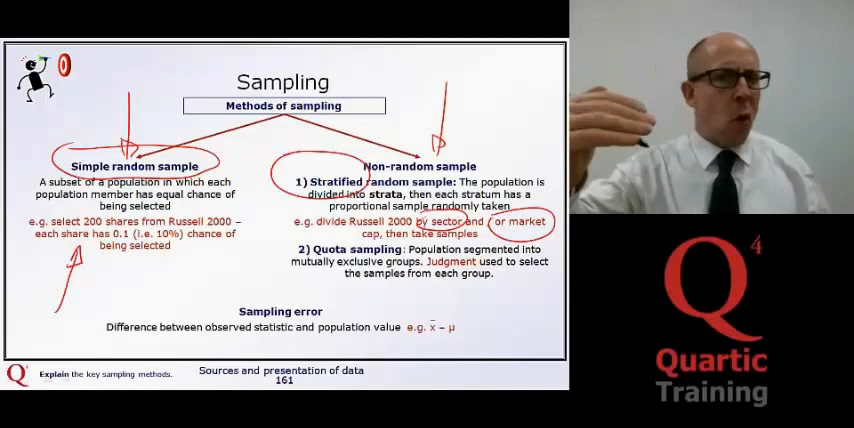 Sampling
Methods of sampling
Simple random sample
A subset of a population in which each
population member has equal chance of
being selected
e.g. select 200 shares from Russell 2000 –
each share has 0.1 (i.e. 10%) chance of
being selected
Non-random sample
1) Stratified random sample: The population is
divided into strata, then each stratum has a
proportional sample randomly taken
e.g. divide Russell 2000 by sector and / or market
cap, then take samples
2) Quota sampling: Population segmented into
mutually exclusive groups. Judgment used to select
the samples from each group.
Sampling error
Difference between observed statistic and population value e.g. x̄ – μ
Q4
Explain the key sampling methods.
Sources and presentation of data
161
Q4
Quartic
Training